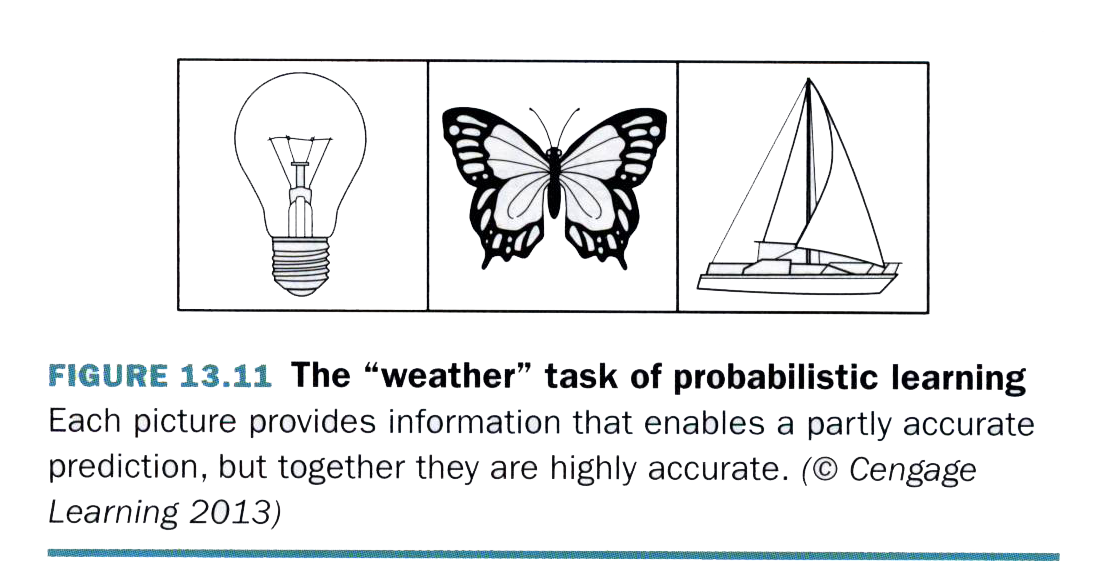 FIGURE 13.11 The “weather” task of probabilistic learning
Each picture provides information that enables a partly accurate
prediction, but together they are highly accurate. (© Cengage
Learning 2013)